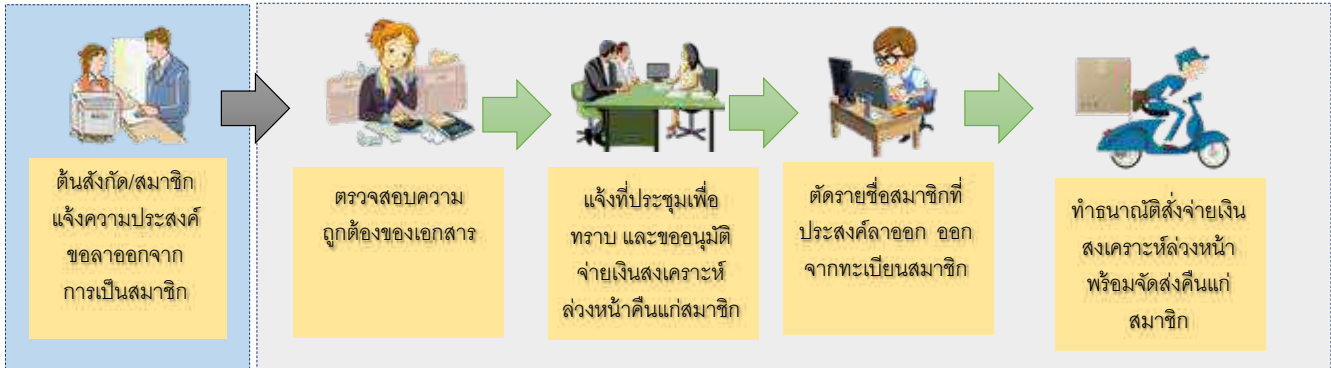 ต้นสังกัด/สมาชิก
แจ้งความประสงค์
ขอลาออกจาก
การเป็นสมาชิก
ตรวจสอบความ
ถูกต้องของเอกสาร
แจ้งที่ประชุมเพื่อ
ทราบ และขออนุมัติ
จ่ายเงินสงเคราะห์
ล่วงหน้าคืนแก่สมาชิก
ตัดรายชื่อสมาชิกที่
ประสงค์ลาออก ออก
จากทะเบียนสมาชิก
ทำธนาณัติสั่งจ่ายเงิน
สงเคราะห์ล่วงหน้า
พร้อมจัดส่งคืนแก่
สมาชิก